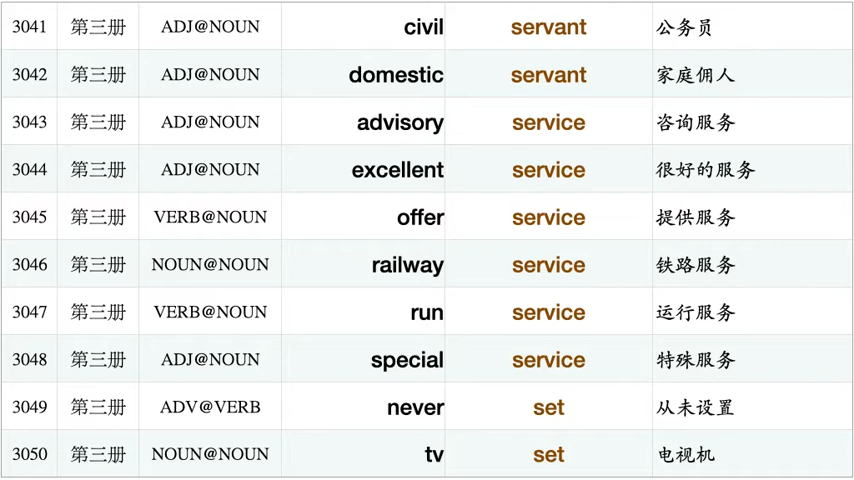 3041 第三册 ADJ@NOUN civil servant 公务员
3042 第三册 ADJ@NOUN domestic servant 家庭佣人
3043 第三册 ADJ@NOUN advisory service 咨询服务
3044 第三册 ADJ@NOUN excellent service 很好的服务
3045 第三册 VERB@NOUN offer service 提供服务
3046 第三册 NOUN@NOUN railway service 铁路服务
3047 第三册 VERB@NOUN run service 运行服务
3048 第三册 ADJ@NOUN special service 特殊服务
3049 第三册 ADV@VERB never set 从未设置
3050 第三册 NOUN@NOUN tv set 电视机